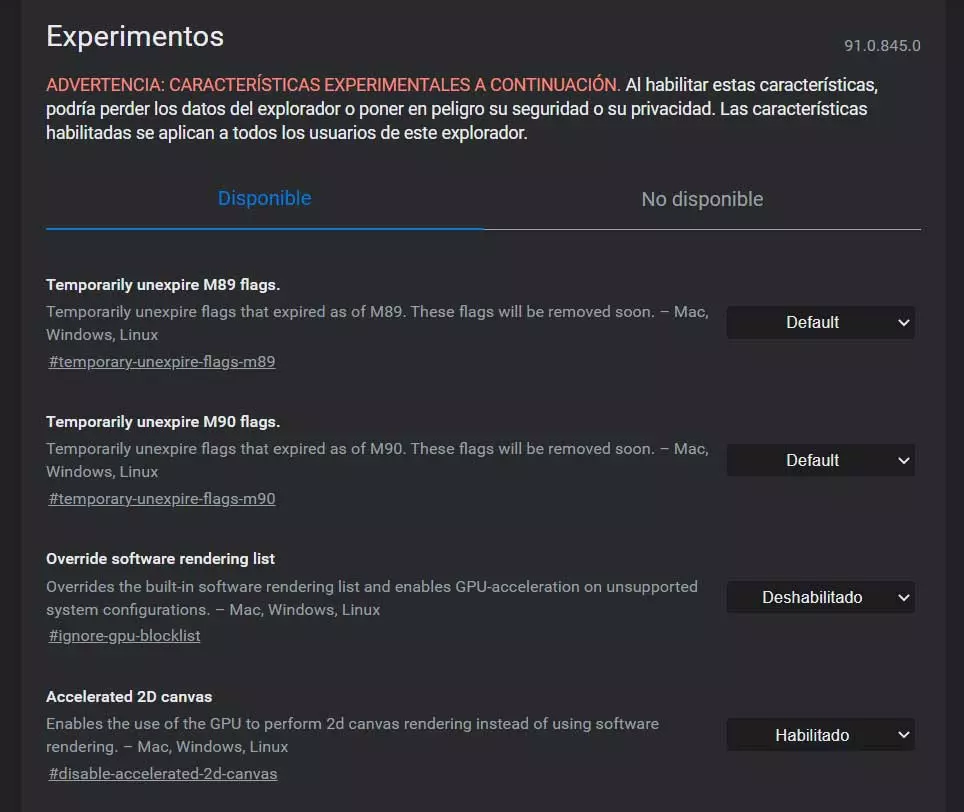 Experimentos
91.0.845.0
ADVERTENCIA: CARACTERÍSTICAS EXPERIMENTALES A CONTINUACIÓN. Al habilitar estas características,
podría perder los datos del explorador o poner en peligro su seguridad o su privacidad. Las características
habilitadas se aplican a todos los usuarios de este explorador.
Disponible
No disponible
Temporarily unexpire M89 flags.
Temporarily unexpire flags that expired as of M89. These flags will be removed soon. – Mac,
Windows, Linux
#temporary-unexpire-flags-m89
Default
Temporarily unexpire M90 flags.
Temporarily unexpire flags that expired as of M90. These flags will be removed soon. – Mac,
Windows, Linux
#temporary-unexpire-flags-m90
Default
Override software rendering list
Overrides the built-in software rendering list and enables GPU-acceleration on unsupported
system configurations. – Mac, Windows, Linux
#ignore-gpu-blocklist
Deshabilitado
Accelerated 2D canvas
Enables the use of the GPU to perform 2d canvas rendering instead of using software
rendering. – Mac, Windows, Linux
#disable-accelerated-2d-canvas
Habilitado